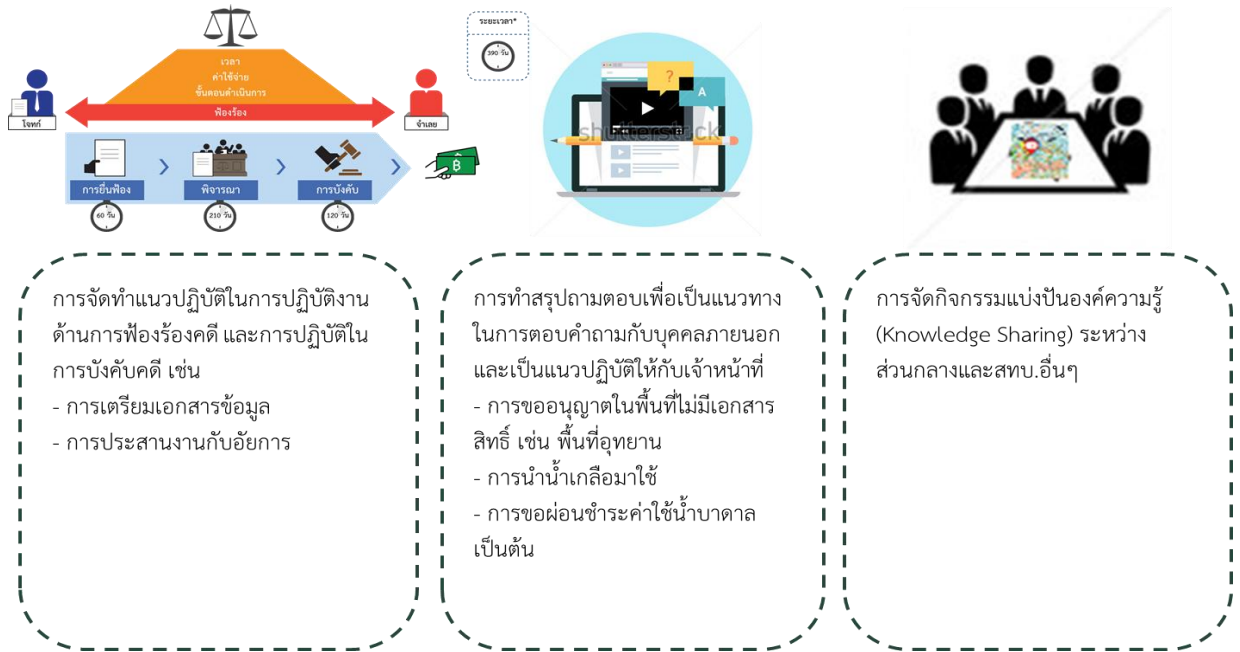 ระยะเวลา*
390 วัน
เวลา
ค่าใช้จ่าย
ขั้นตอนดำเนินการ
ฟ้องร้อง
โจทก์
จำเลย
การยื่นฟ้อง
พิจารณา
การบังคับ
฿
60 วัน
210 วัน
120 วัน
?
A
shutterst ck
การจัดทำแนวปฏิบัติในการปฏิบัติงาน
ด้านการฟ้องร้องคดี และการปฏิบัติใน
การบังคับคดี เช่น
- การเตรียมเอกสารข้อมูล
- การประสานงานกับอัยการ
การทำสรุปถามตอบเพื่อเป็นแนวทาง
ในการตอบคำถามกับบุคคลภายนอก
และเป็นแนวปฏิบัติให้กับเจ้าหน้าที่
- การขออนุญาตในพื้นที่ไม่มีเอกสาร
สิทธิ์ เช่น พื้นที่อุทยาน
- การนำน้ำเกลือมาใช้
- การขอผ่อนชำระค่าใช้น้ำบาดาล
เป็นต้น
การจัดกิจกรรมแบ่งปันองค์ความรู้
(Knowledge Sharing) ระหว่าง
ส่วนกลางและสทบ.อื่นๆ